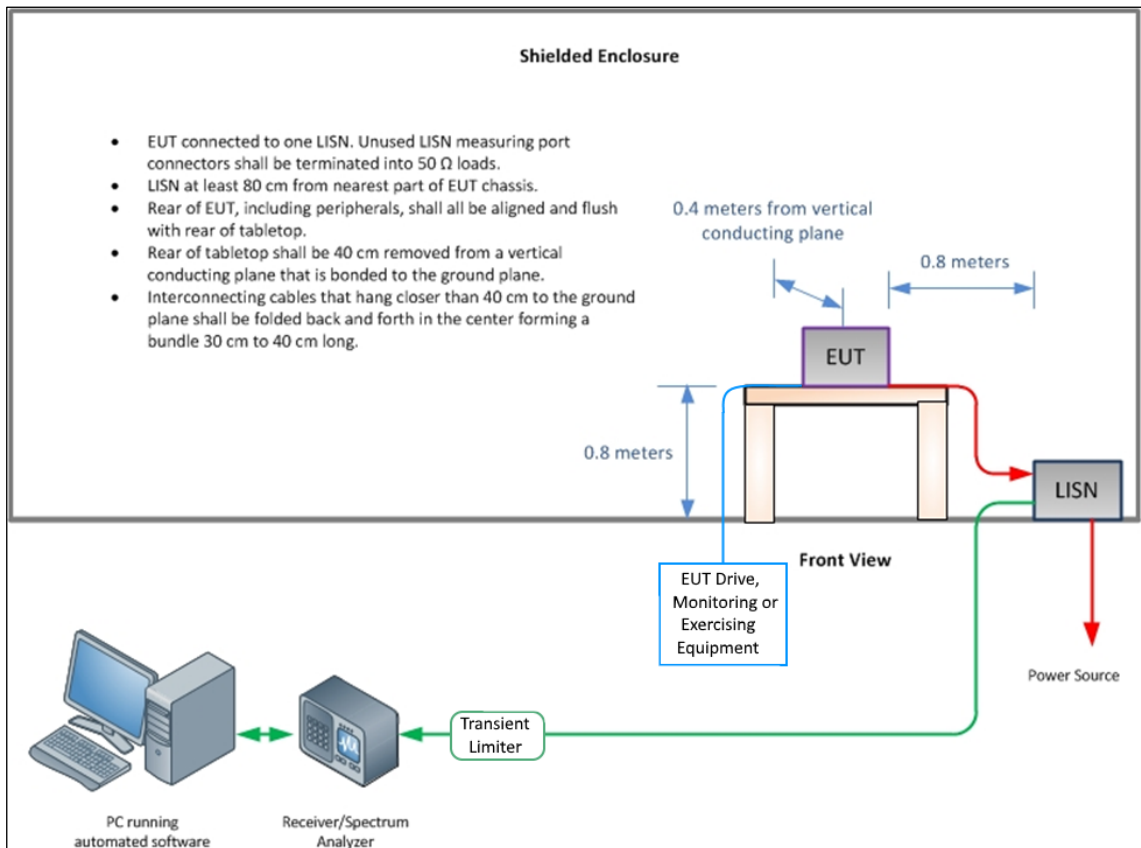 Shielded Enclosure
• EUT connected to one LISN. Unused LISN measuring port
connectors shall be terminated into 50 Ω loads.
• LISN at least 80 cm from nearest part of EUT chassis.
• Rear of EUT, including peripherals, shall all be aligned and flush
with rear of tabletop.
• Rear of tabletop shall be 40 cm removed from a vertical
conducting plane that is bonded to the ground plane.
• Interconnecting cables that hang closer than 40 cm to the ground
plane shall be folded back and forth in the center forming a
bundle 30 cm to 40 cm long.
0.4 meters from vertical
conducting plane
0.8 meters
EUT
0.8 meters
LISN
Front View
EUT Drive,
Monitoring or
Exercising
Equipment
Power Source
Transient
Limiter
PC running
automated software
Receiver/Spectrum
Analyzer